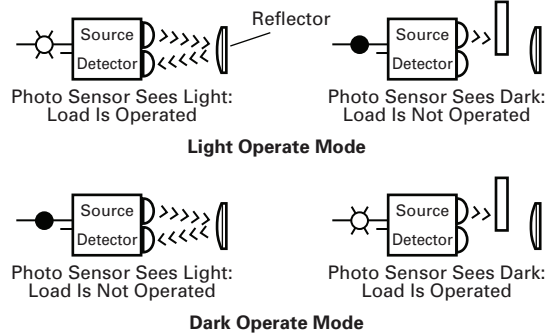 Reflector
Source
Detector
Photo Sensor Sees Light:
Load Is Operated
Source
Detector
Photo Sensor Sees Dark:
Load Is Not Operated
Light Operate Mode
Source
Detector
Photo Sensor Sees Light:
Load Is Not Operated
Source
Detector
Photo Sensor Sees Dark:
Load Is Operated
Dark Operate Mode